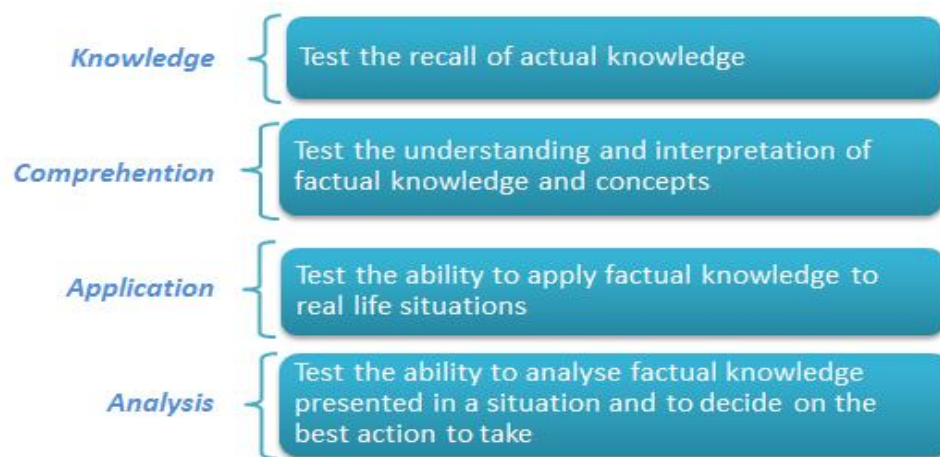 Knowledge
Test the recall of actual knowledge
Comprehention
Test the understanding and interpretation of
factual knowledge and concepts
Application
Test the ability to apply factual knowledge to
real life situations
Analysis
Test the ability to analyse factual knowledge
presented in a situation and to decide on the
best action to take